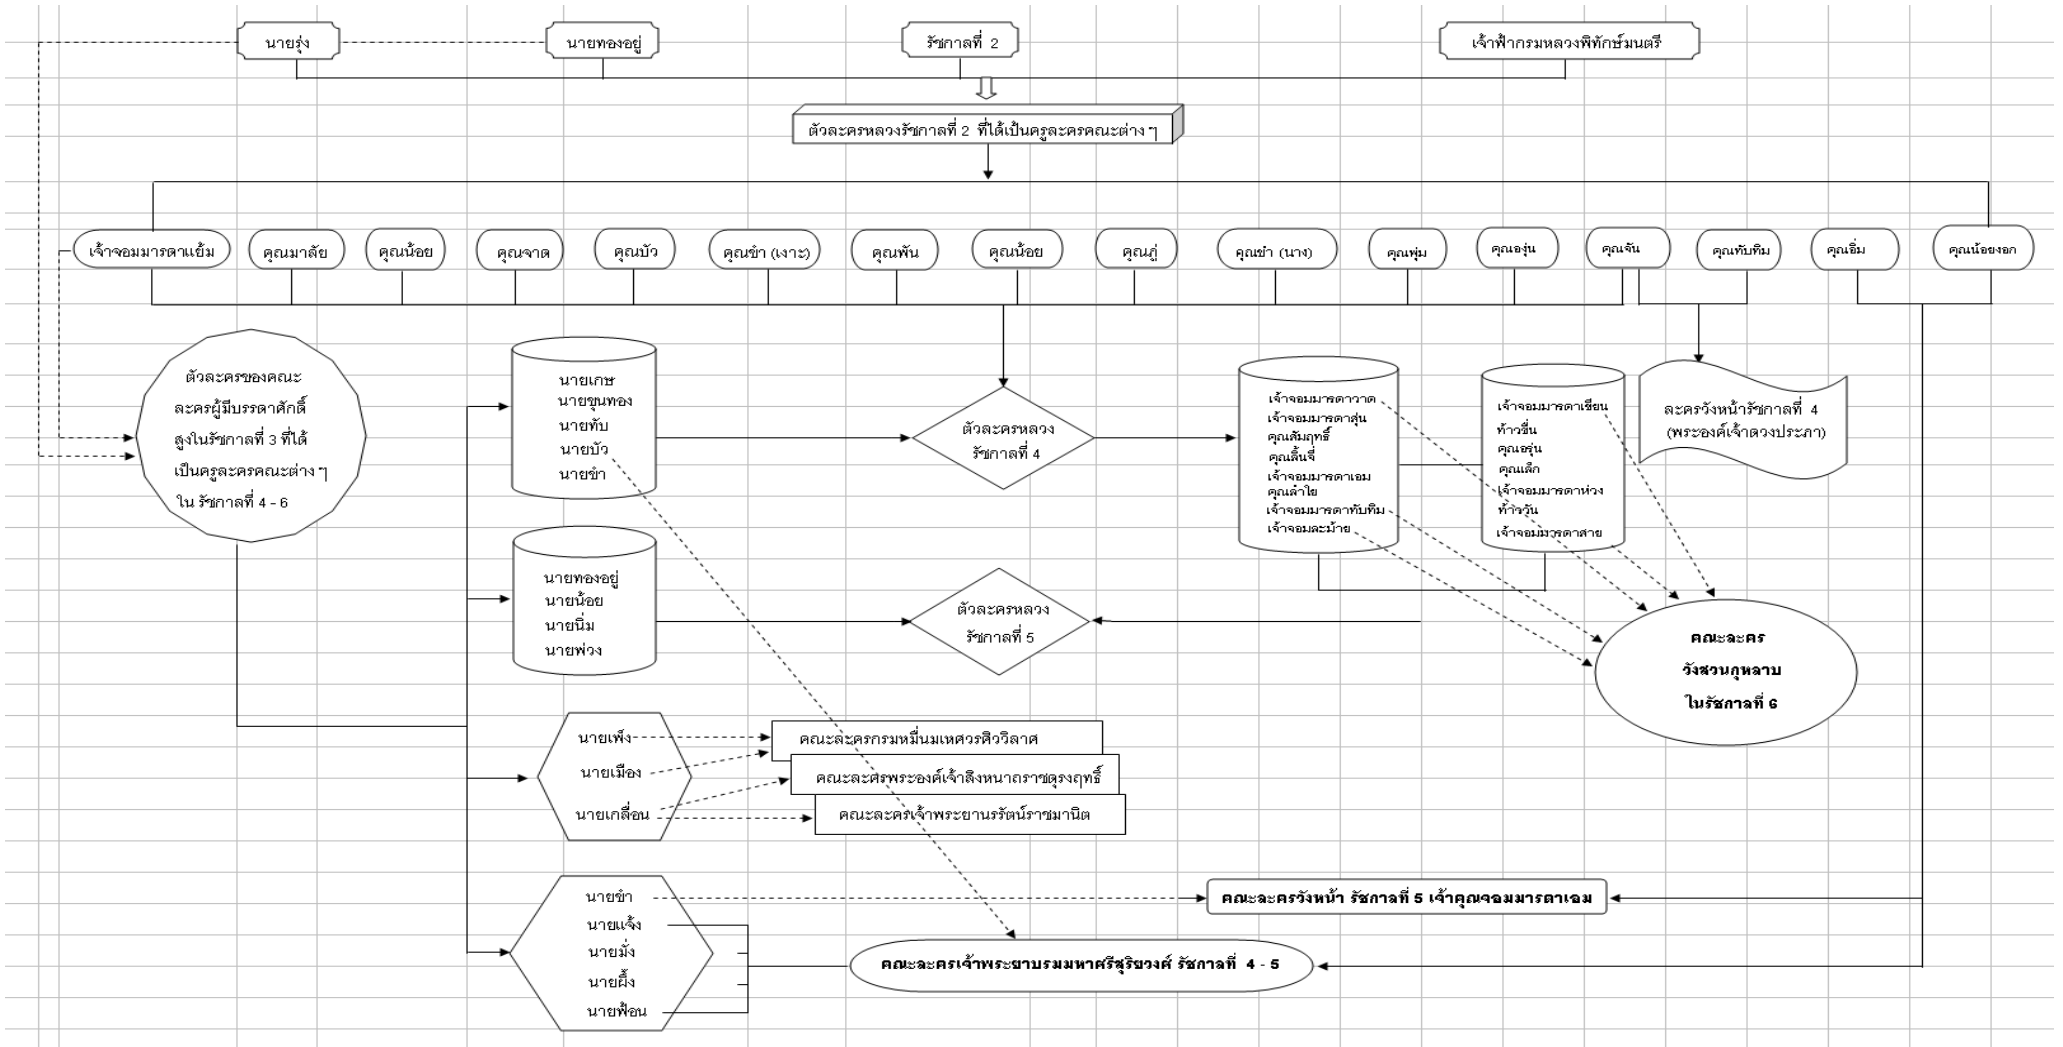 นายรุ่ง
นายทองอยู่
รัชกาลที่ 2
เจ้าฟ้ากรมหลวงพิทักษ์มนตรี
ตัวละครหลวงรัชกาลที่ 2 ที่ได้เป็นครูละครคณะต่าง ๆ
เจ้าจอมมารดาแย้ม
คุณมาลัย
คุณน้อย
คุณจาด
คุณบัว
คุณขำ (เงาะ)
คุณพัน
คุณน้อย
คุณภู่
คุณขำ (นาง)
คุณพุ่ม
คุณองุ่น
คุณจัน
คุณทับทิม
คุณอิ่ม
คุณน้อยงอก
ตัวละครของคณะ
ละครผู้มีบรรดาศักดิ์
สูงในรัชกาลที่ 3 ที่ได้
เป็นครูละครคณะต่าง ๆ
ใน รัชกาลที่ 4 - 6
นายเกษ
นายขุนทอง
นายทับ
นายบัว
นายขำ
ตัวละครหลวง
รัชกาลที่ 4
เจ้าจอมมารดาวาด
เจ้าจอมมารดาสุ่น
คุณสัมฤทธิ์
คุณลิ้นจี่
เจ้าจอมมารดาเอม
คุณลำไย
เจ้าจอมมารดาทับทิม
เจ้าจอมละม้าย
เจ้าจอมมารดาเขียน
ท้าวชื่น
คุณอรุ่น
คุณเล็ก
เจ้าจอมมารดาห่วง
ท้าววัน
เจ้าจอมมารดาสาย
ละครวังหน้ารัชกาลที่ 4
(พระองค์เจ้าดวงประภา)
นายทองอยู่
นายน้อย
นายนิ่ม
นายพ่วง
ตัวละครหลวง
รัชกาลที่ 5
คณะละคร
วังสวนกุหลาบ
ในรัชกาลที่ 6
นายเพ็ง
นายเมือง
นายเกลื่อน
คณะละครกรมหมื่นมเหศวรศิววิลาศ
คณะละครพระองค์เจ้าสิงหนาถราชดุรงฤทธิ์
คณะละครเจ้าพระยานรรัตน์ราชมานิต
นายขำ
นายแจ้ง
นายมั่ง
นายผึ้ง
นายฟ้อน
คณะละครวังหน้า รัชกาลที่ 5 เจ้าคุณจอมมารดาเอม
คณะละครเจ้าพระยาบรมมหาศรีสุริยวงศ์ รัชกาลที่ 4 - 5